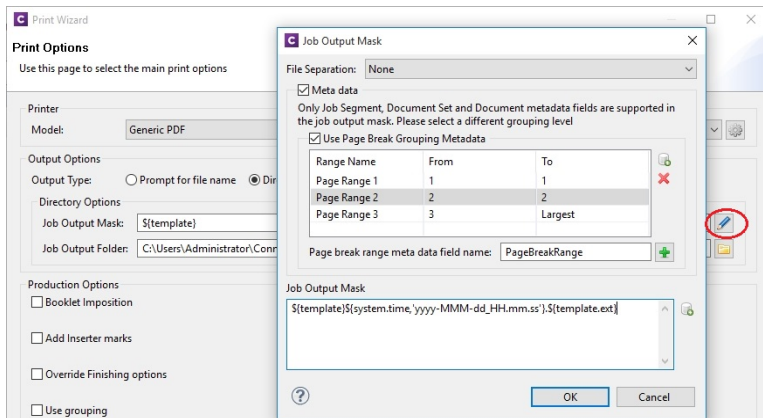 C Print Wizard
Print Options
Use this page to select the main print options
Printer
Model: Generic PDF
Output Options
Output Type: Prompt for file name Dir
Directory Options
Job Output Mask: ${template}
Job Output Folder: C:\Users\Administrator\Conn
Production Options
Booklet Imposition
Add Inserter marks
Override Finishing options
Use grouping
C Job Output Mask
File Separation: None
Meta data
Only Job Segment, Document Set and Document metadata fields are supported in
the job output mask. Please select a different grouping level
Use Page Break Grouping Metadata
Range Name From To
Page Range 1 1 1
Page Range 2 2 2
Page Range 3 3 Largest
Page break range meta data field name: PageBreakRange
Job Output Mask
${template}${system.time,'yyyy-MMM-dd_HH.mm.ss'}.${template.ext}
?
OK Cancel